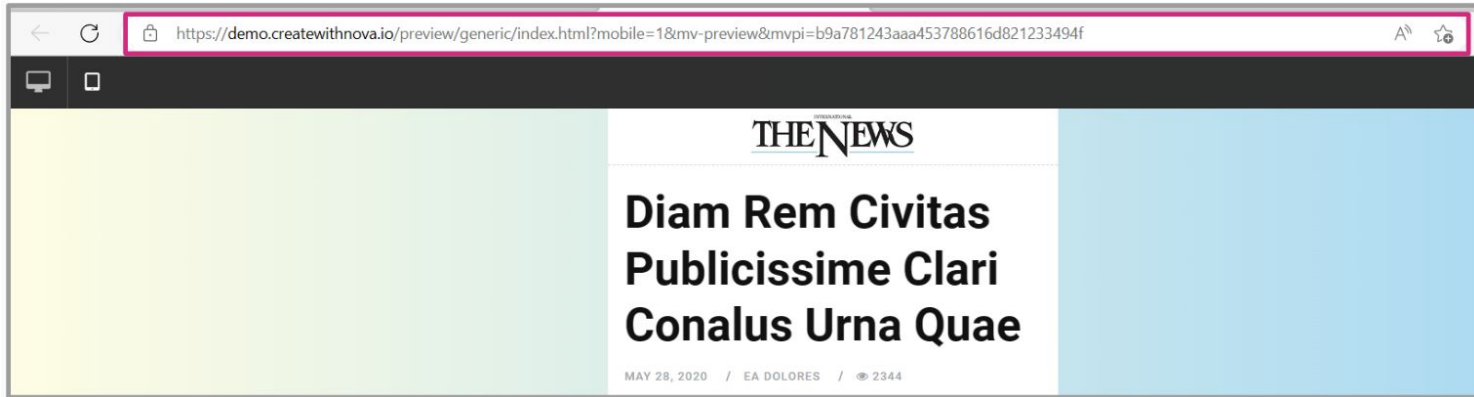 https://demo.createwithnova.io/preview/generic/index.html?mobile=1&mv-preview&mvpi=b9a781243aaa453788616d821233494f
INTERNATIONAL
THE NEWS
Diam Rem Civitas
Publicissime Clari
Conalus Urna Quae
MAY 28, 2020 / EA DOLORES / 2344